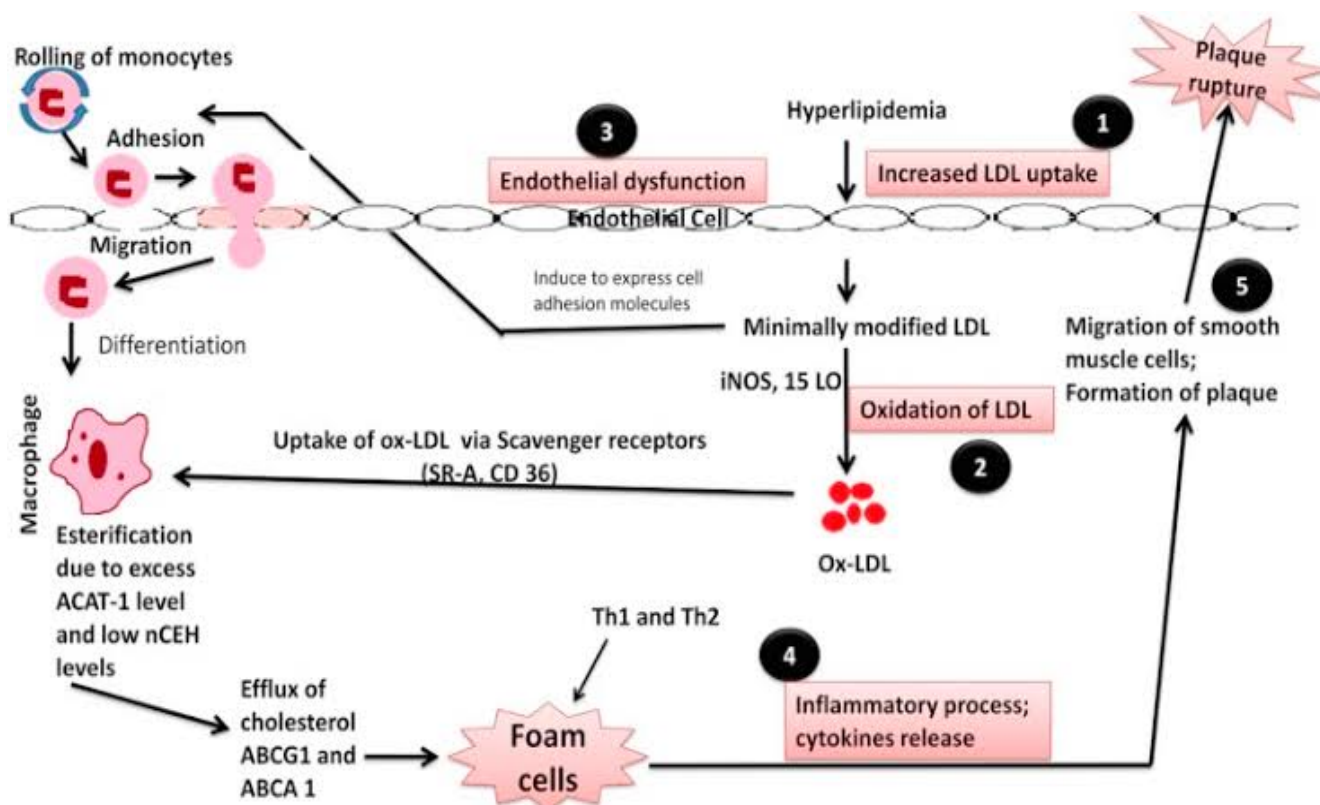 Rolling of monocytes
Adhesion
Migration
Differentiation
Macrophage
Esterification
due to excess
ACAT-1 level
and low nCEH
levels
Efflux of
cholesterol
ABCG1 and
ABCA 1
Foam
cells
Th1 and Th2
4
Inflammatory process;
cytokines release
3
Endothelial dysfunction
Endothelial Cell
Hyperlipidemia
1
Increased LDL uptake
Induce to express cell
adhesion molecules
Minimally modified LDL
iNOS, 15 LO
Oxidation of LDL
2
Uptake of ox-LDL via Scavenger receptors
(SR-A, CD 36)
Ox-LDL
5
Migration of smooth
muscle cells;
Formation of plaque
Plaque
rupture